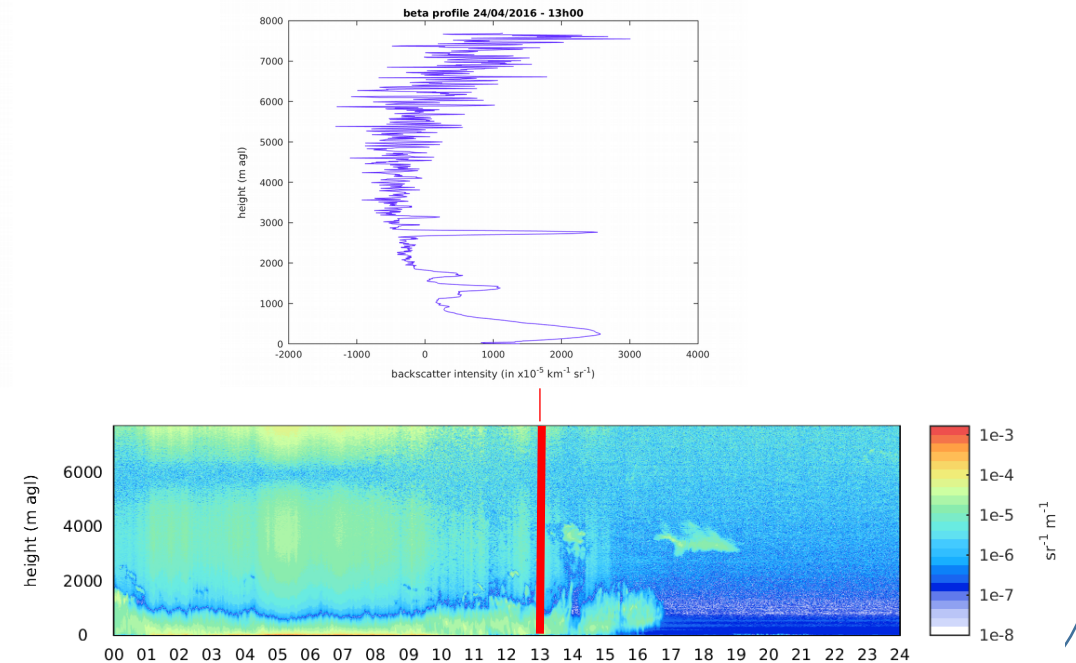 beta profile 24/04/2016 - 13h00
8000
7000
6000
5000
4000
3000
2000
1000
0
height (m agl)
-2000 -1000 0 1000 2000 3000 4000
backscatter intensity (in x10⁻⁵ km⁻¹ sr⁻¹)
6000
4000
2000
0
height (m agl)
00 01 02 03 04 05 06 07 08 09 10 11 12 13 14 15 16 17 18 19 20 21 22 23 24
1e-3
1e-4
1e-5
1e-6
1e-7
1e-8
sr⁻¹ m⁻¹